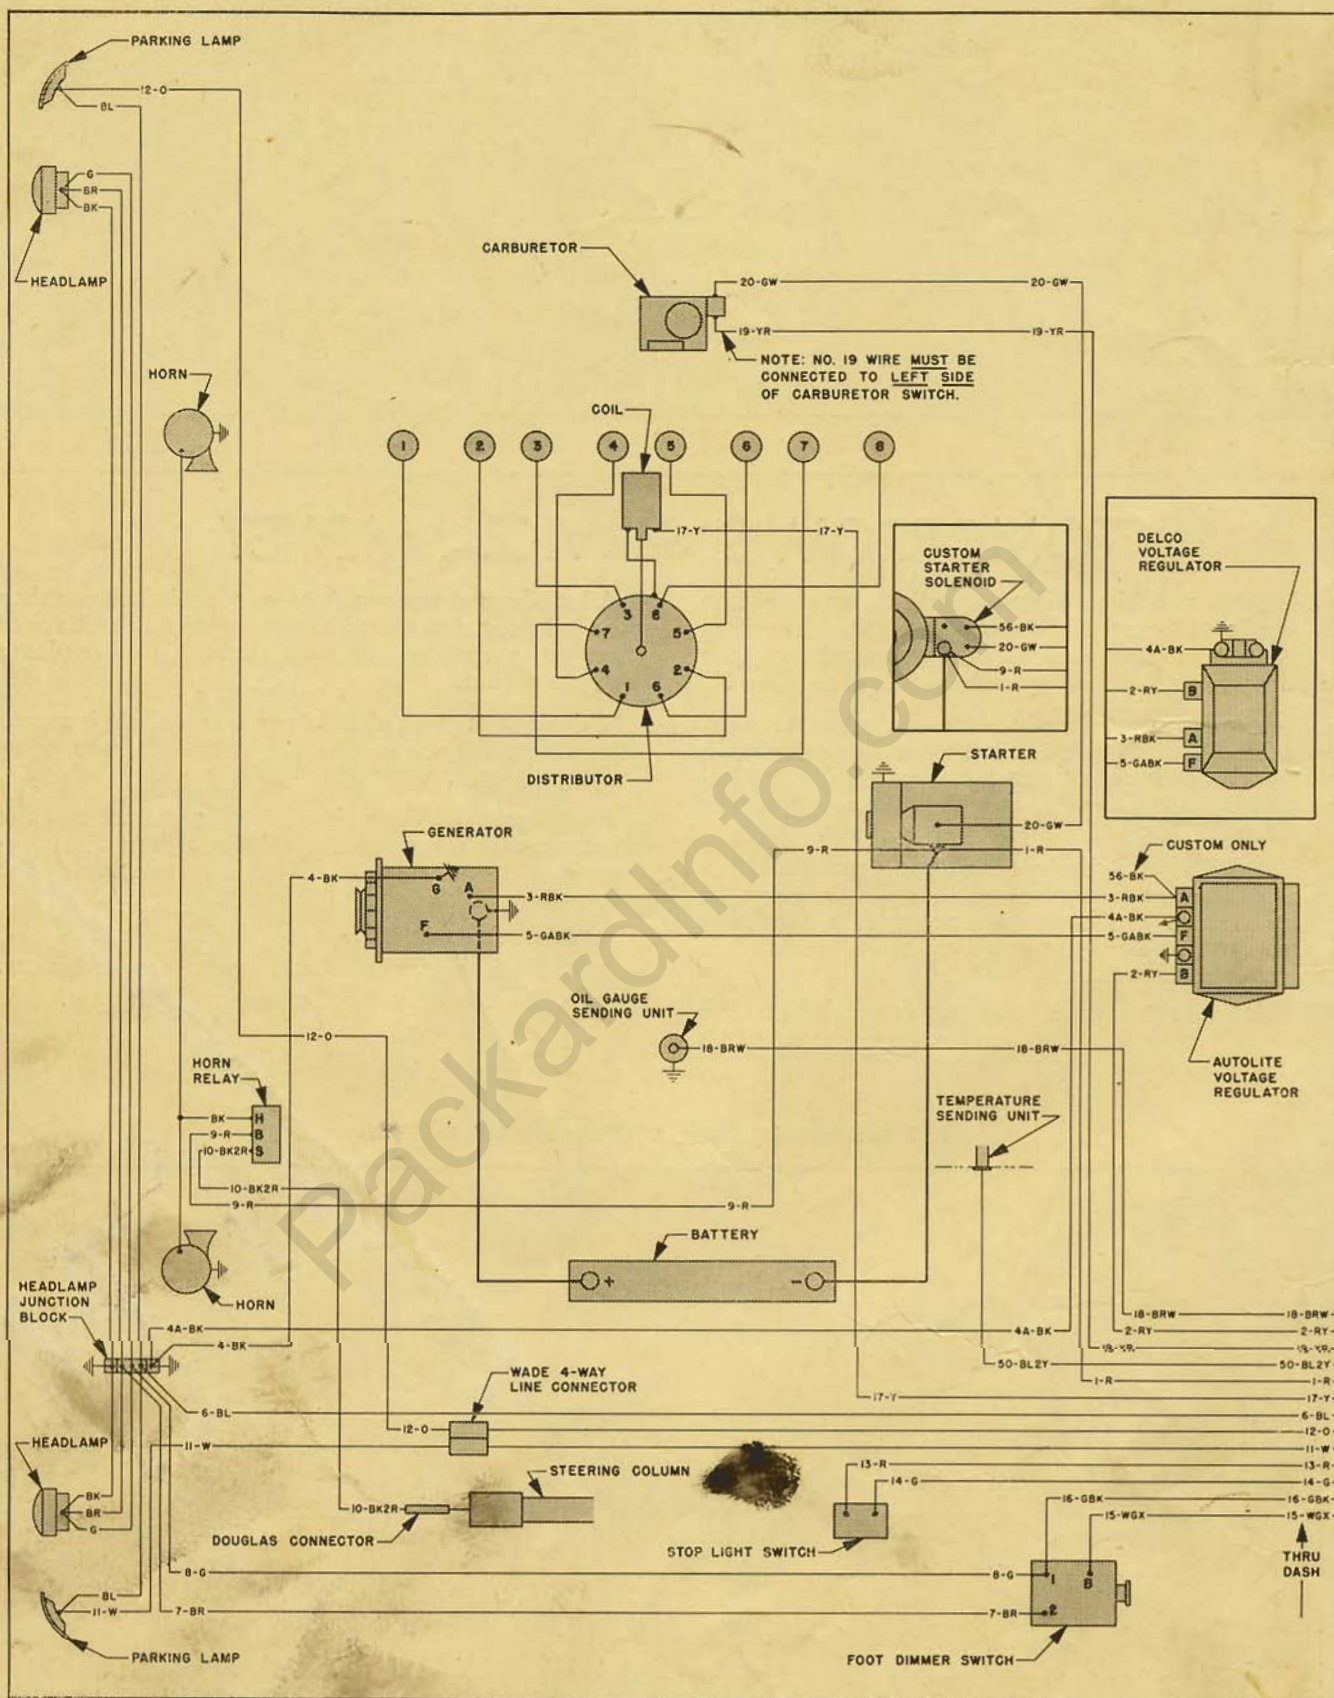 PARKING LAMP
12-O
BL
G
BR
BK
HEADLAMP
CARBURETOR
20-GW
20-GW
19-YR
19-YR
NOTE: NO. 19 WIRE MUST BE
CONNECTED TO LEFT SIDE
OF CARBURETOR SWITCH.
HORN
COIL
1
2
3
4
5
6
7
8
17-Y
17-Y
3
8
7
5
4
2
1
6
DISTRIBUTOR
CUSTOM
STARTER
SOLENOID
56-BK
20-GW
9-R
1-R
DELCO
VOLTAGE
REGULATOR
4A-BK
2-RY
B
3-RBK
A
5-GABK
F
STARTER
20-GW
9-R
1-R
GENERATOR
4-BK
G
A
F
3-RBK
5-GABK
CUSTOM ONLY
56-BK
3-RBK
A
4A-BK
5-GABK
F
2-RY
B
AUTOLITE
VOLTAGE
REGULATOR
OIL GAUGE
SENDING UNIT
18-BRW
18-BRW
12-O
HORN
RELAY
BK
H
9-R
B
10-BK2R
S
10-BK2R
9-R
9-R
TEMPERATURE
SENDING UNIT
BATTERY
+
-
HORN
HEADLAMP
JUNCTION
BLOCK
4A-BK
4A-BK
4-BK
18-BRW
18-BRW
2-RY
2-RY
50-BL2Y
50-BL2Y
1-R
1-R
17-Y
17-Y
WADE 4-WAY
LINE CONNECTOR
6-BL
6-BL
12-O
12-O
11-W
11-W
HEADLAMP
BK
BR
G
STEERING COLUMN
10-BK2R
DOUGLAS CONNECTOR
13-R
13-R
14-G
14-G
STOP LIGHT SWITCH
16-GBK
16-GBK
15-WGX
15-WGX
THRU
DASH
8-G
8-G
1
B
2
BL
11-W
7-BR
7-BR
PARKING LAMP
FOOT DIMMER SWITCH
PackardInfo.com